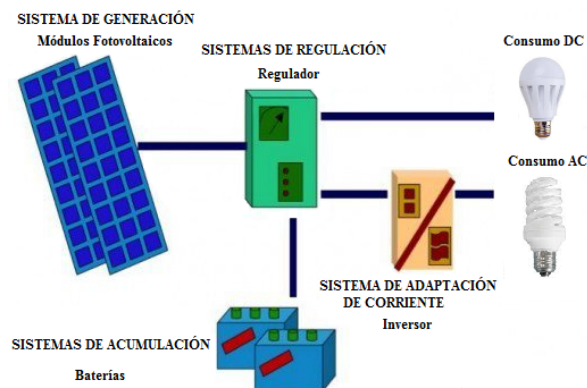 SISTEMA DE GENERACIÓN
Módulos Fotovoltaicos
SISTEMAS DE REGULACIÓN
Regulador
Consumo DC
Consumo AC
SISTEMA DE ADAPTACIÓN
DE CORRIENTE
Inversor
SISTEMAS DE ACUMULACIÓN
Baterías